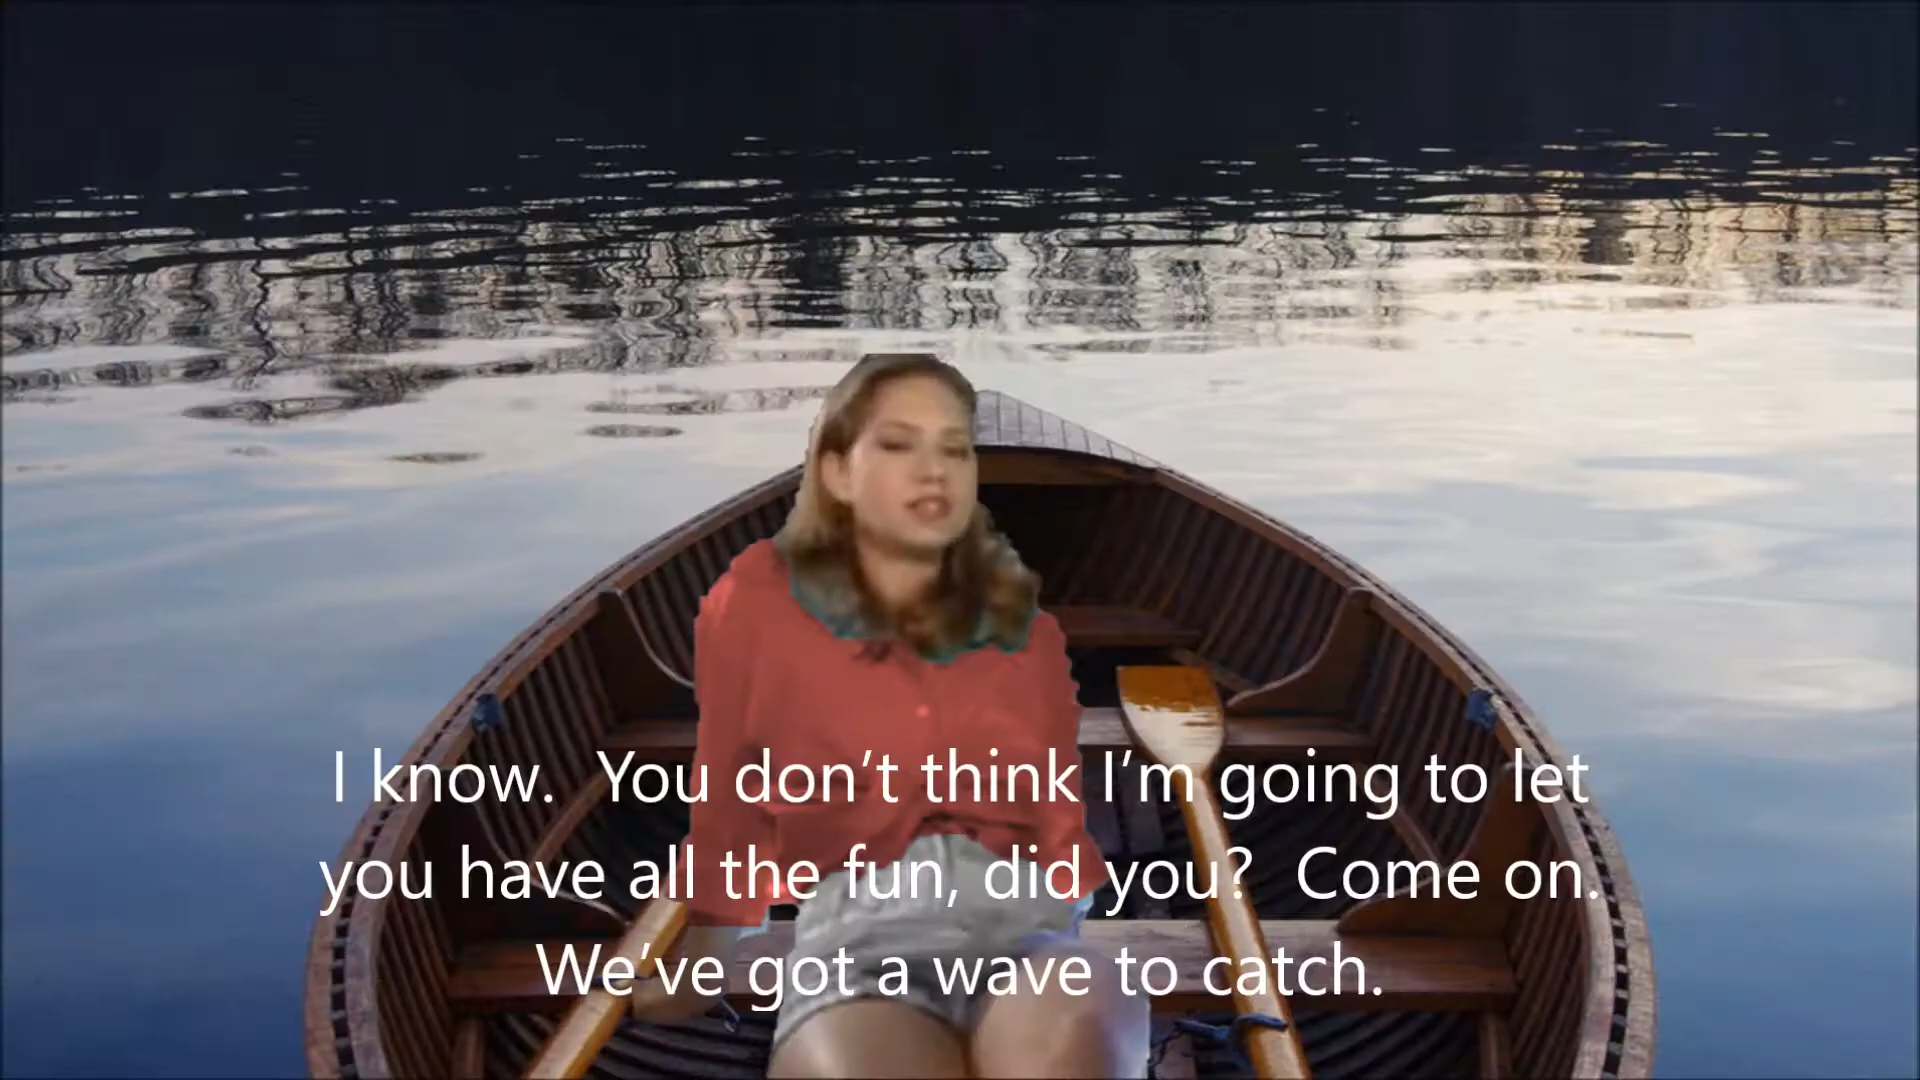 I know.  You don’t think I’m going to let
you have all the fun, did you?  Come on.
We’ve got a wave to catch.